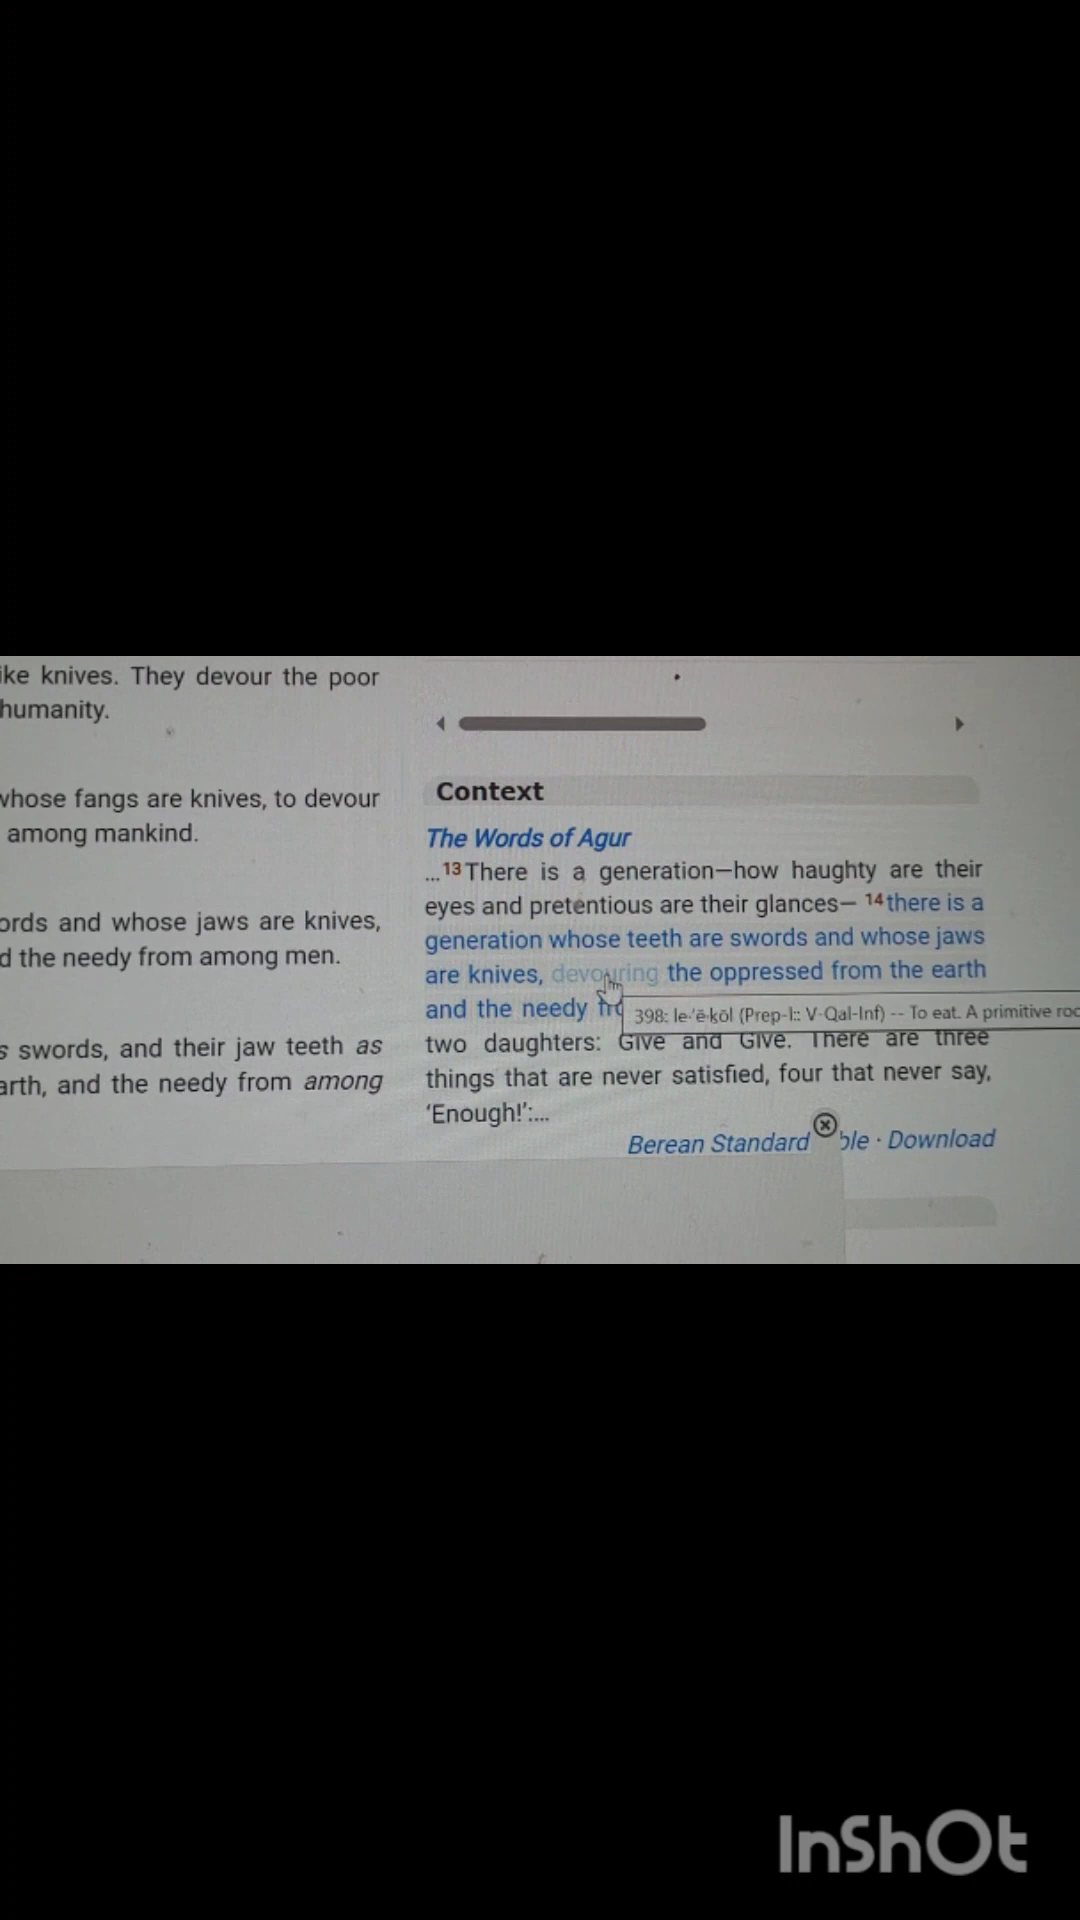 ike knives. They devour the poor
humanity.
whose fangs are knives, to devour
among mankind.
ords and whose jaws are knives,
d the needy from among men.
s swords, and their jaw teeth as
arth, and the needy from among
Context
The Words of Agur
...13 There is a generation—how haughty are their
eyes and pretentious are their glances— 14 there is a
generation whose teeth are swords and whose jaws
are knives, devouring the oppressed from the earth
and the needy fro
398: le·’ĕ·ḵōl (Prep-l:: V-Qal-Inf) -- To eat. A primitive roo
two daughters: Give and Give. There are three
things that are never satisfied, four that never say,
‘Enough!’:...
Berean Standard ble · Download
InShOt